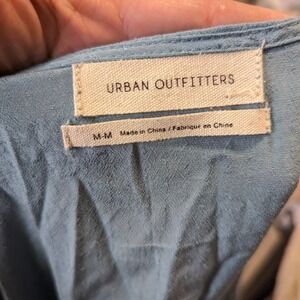 URBAN OUTFITTERS
M-M Made in China / Fabriqué en Chine